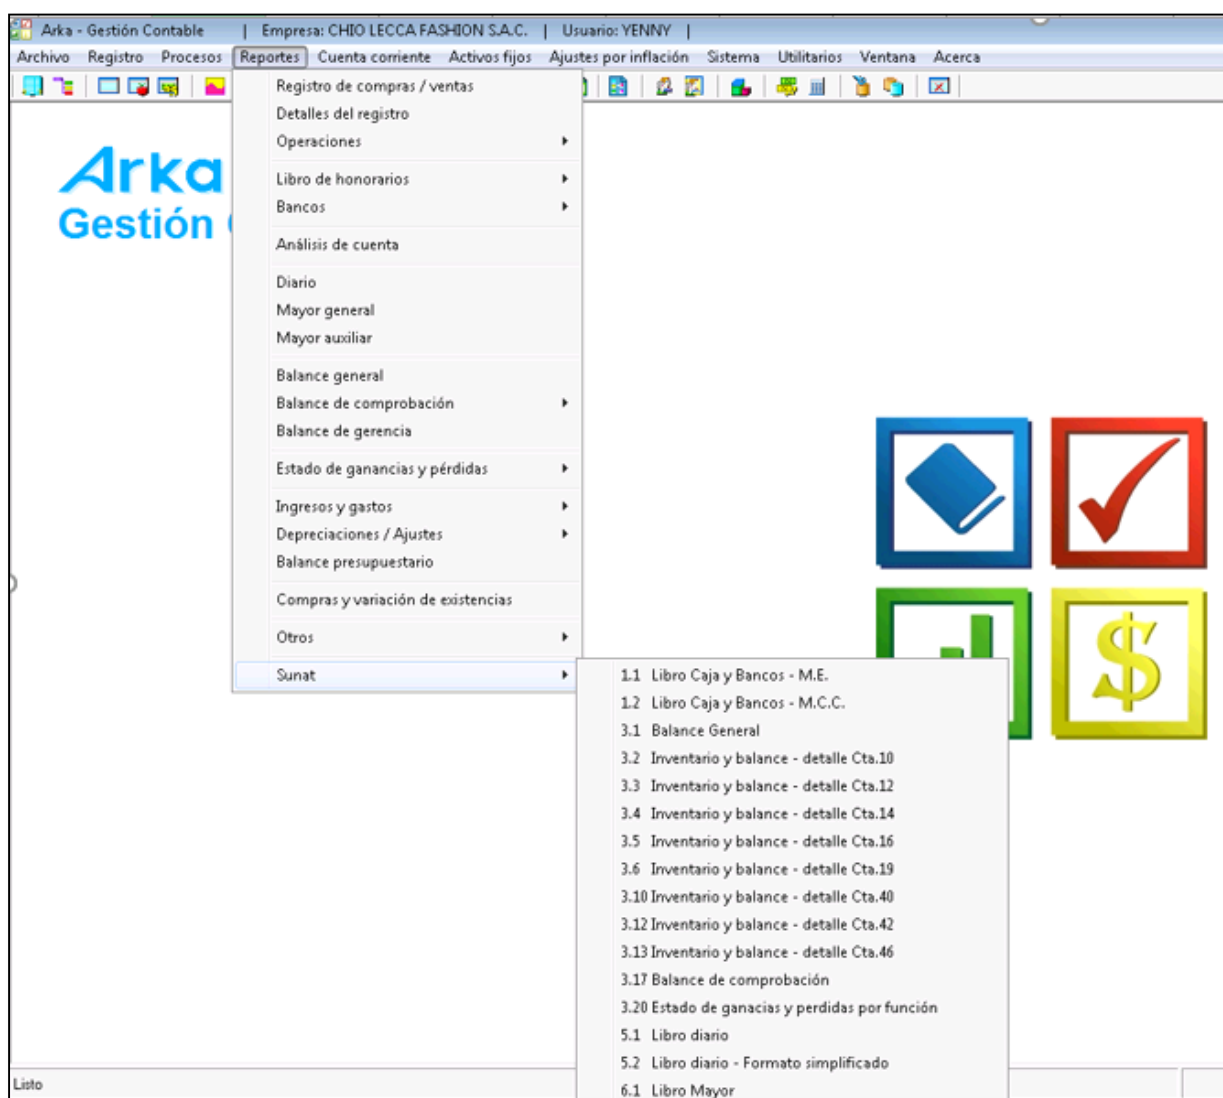 Arka - Gestión Contable | Empresa: CHIO LECCA FASHION S.A.C. | Usuario: YENNY |
Archivo Registro Procesos Reportes Cuenta corriente Activos fijos Ajustes por inflación Sistema Utilitarios Ventana Acerca
Arka
Gestión
Registro de compras / ventas
Detalles del registro
Operaciones
Libro de honorarios
Bancos
Análisis de cuenta
Diario
Mayor general
Mayor auxiliar
Balance general
Balance de comprobación
Balance de gerencia
Estado de ganancias y pérdidas
Ingresos y gastos
Depreciaciones / Ajustes
Balance presupuestario
Compras y variación de existencias
Otros
Sunat
1.1 Libro Caja y Bancos - M.E.
1.2 Libro Caja y Bancos - M.C.C.
3.1 Balance General
3.2 Inventario y balance - detalle Cta.10
3.3 Inventario y balance - detalle Cta.12
3.4 Inventario y balance - detalle Cta.14
3.5 Inventario y balance - detalle Cta.16
3.6 Inventario y balance - detalle Cta.19
3.10 Inventario y balance - detalle Cta.40
3.12 Inventario y balance - detalle Cta.42
3.13 Inventario y balance - detalle Cta.46
3.17 Balance de comprobación
3.20 Estado de ganacias y perdidas por función
5.1 Libro diario
5.2 Libro diario - Formato simplificado
6.1 Libro Mayor
$
Listo